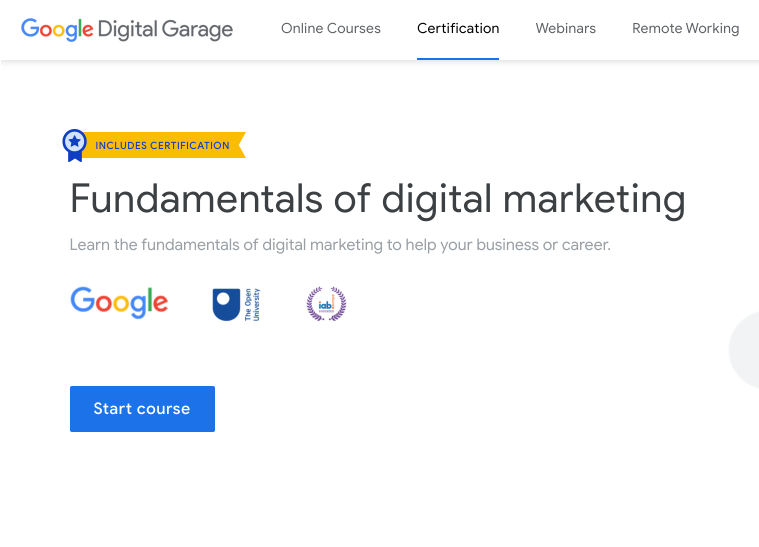 Google Digital Garage
Online Courses
Certification
Webinars
Remote Working
INCLUDES CERTIFICATION
Fundamentals of digital marketing
Learn the fundamentals of digital marketing to help your business or career.
Google
The Open
University
iab
Start course